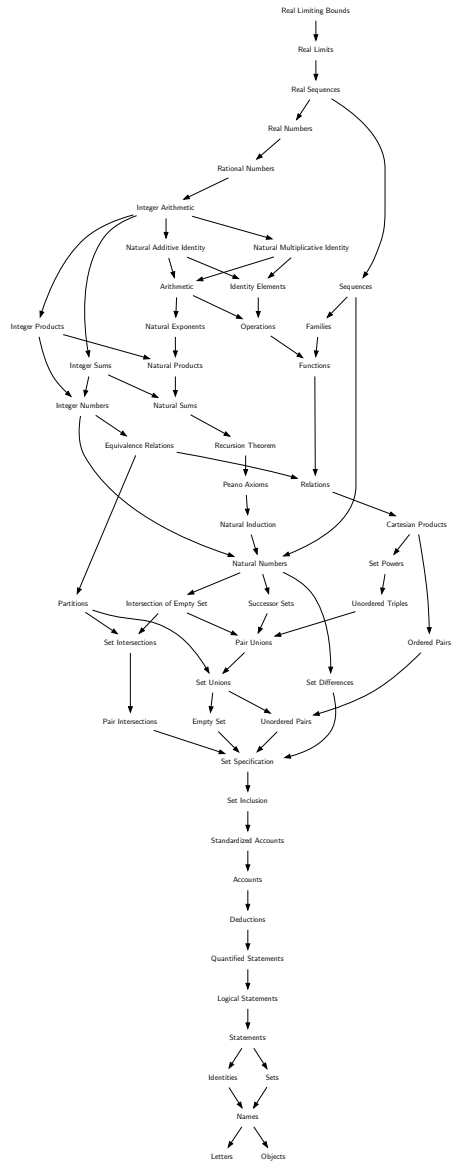 Real Limiting Bounds
Real Limits
Real Sequences
Real Numbers
Rational Numbers
Integer Arithmetic
Natural Additive Identity
Natural Multiplicative Identity
Arithmetic
Identity Elements
Sequences
Integer Products
Natural Exponents
Operations
Families
Integer Sums
Natural Products
Functions
Integer Numbers
Natural Sums
Equivalence Relations
Recursion Theorem
Peano Axioms
Relations
Natural Induction
Cartesian Products
Natural Numbers
Set Powers
Partitions
Intersection of Empty Set
Successor Sets
Unordered Triples
Set Intersections
Pair Unions
Ordered Pairs
Set Unions
Set Differences
Pair Intersections
Empty Set
Unordered Pairs
Set Specification
Set Inclusion
Standardized Accounts
Accounts
Deductions
Quantified Statements
Logical Statements
Statements
Identities
Sets
Names
Letters
Objects